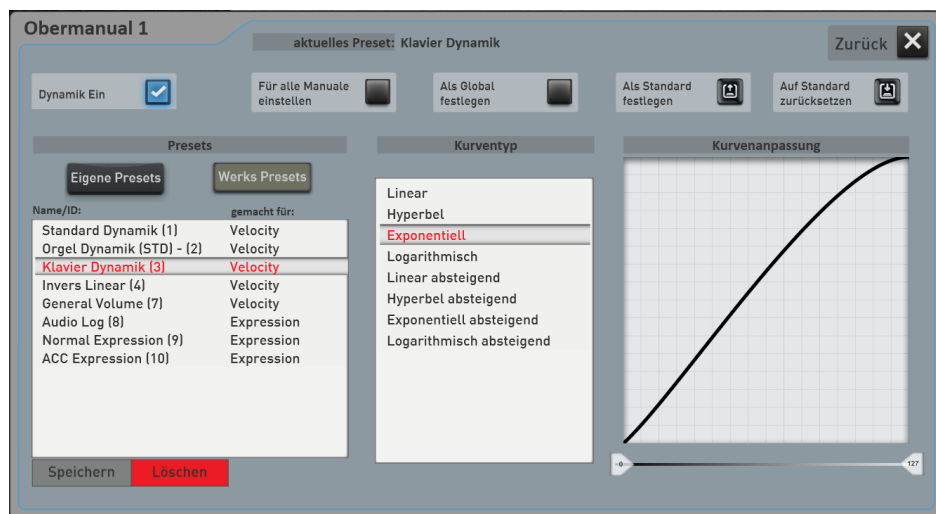 Obermanual 1
aktuelles Preset: Klavier Dynamik
Zurück
Dynamik Ein
Für alle Manuale
einstellen
Als Global
festlegen
Als Standard
festlegen
Auf Standard
zurücksetzen
Presets
Eigene Presets
Werks Presets
Name/ID: gemacht für:
Standard Dynamik (1) Velocity
Orgel Dynamik (STD) - (2) Velocity
Klavier Dynamik (3) Velocity
Invers Linear (4) Velocity
General Volume (7) Velocity
Audio Log (8) Expression
Normal Expression (9) Expression
ACC Expression (10) Expression
Speichern
Löschen
Kurventyp
Linear
Hyperbel
Exponentiell
Logarithmisch
Linear absteigend
Hyperbel absteigend
Exponentiell absteigend
Logarithmisch absteigend
Kurvenanpassung
0
127